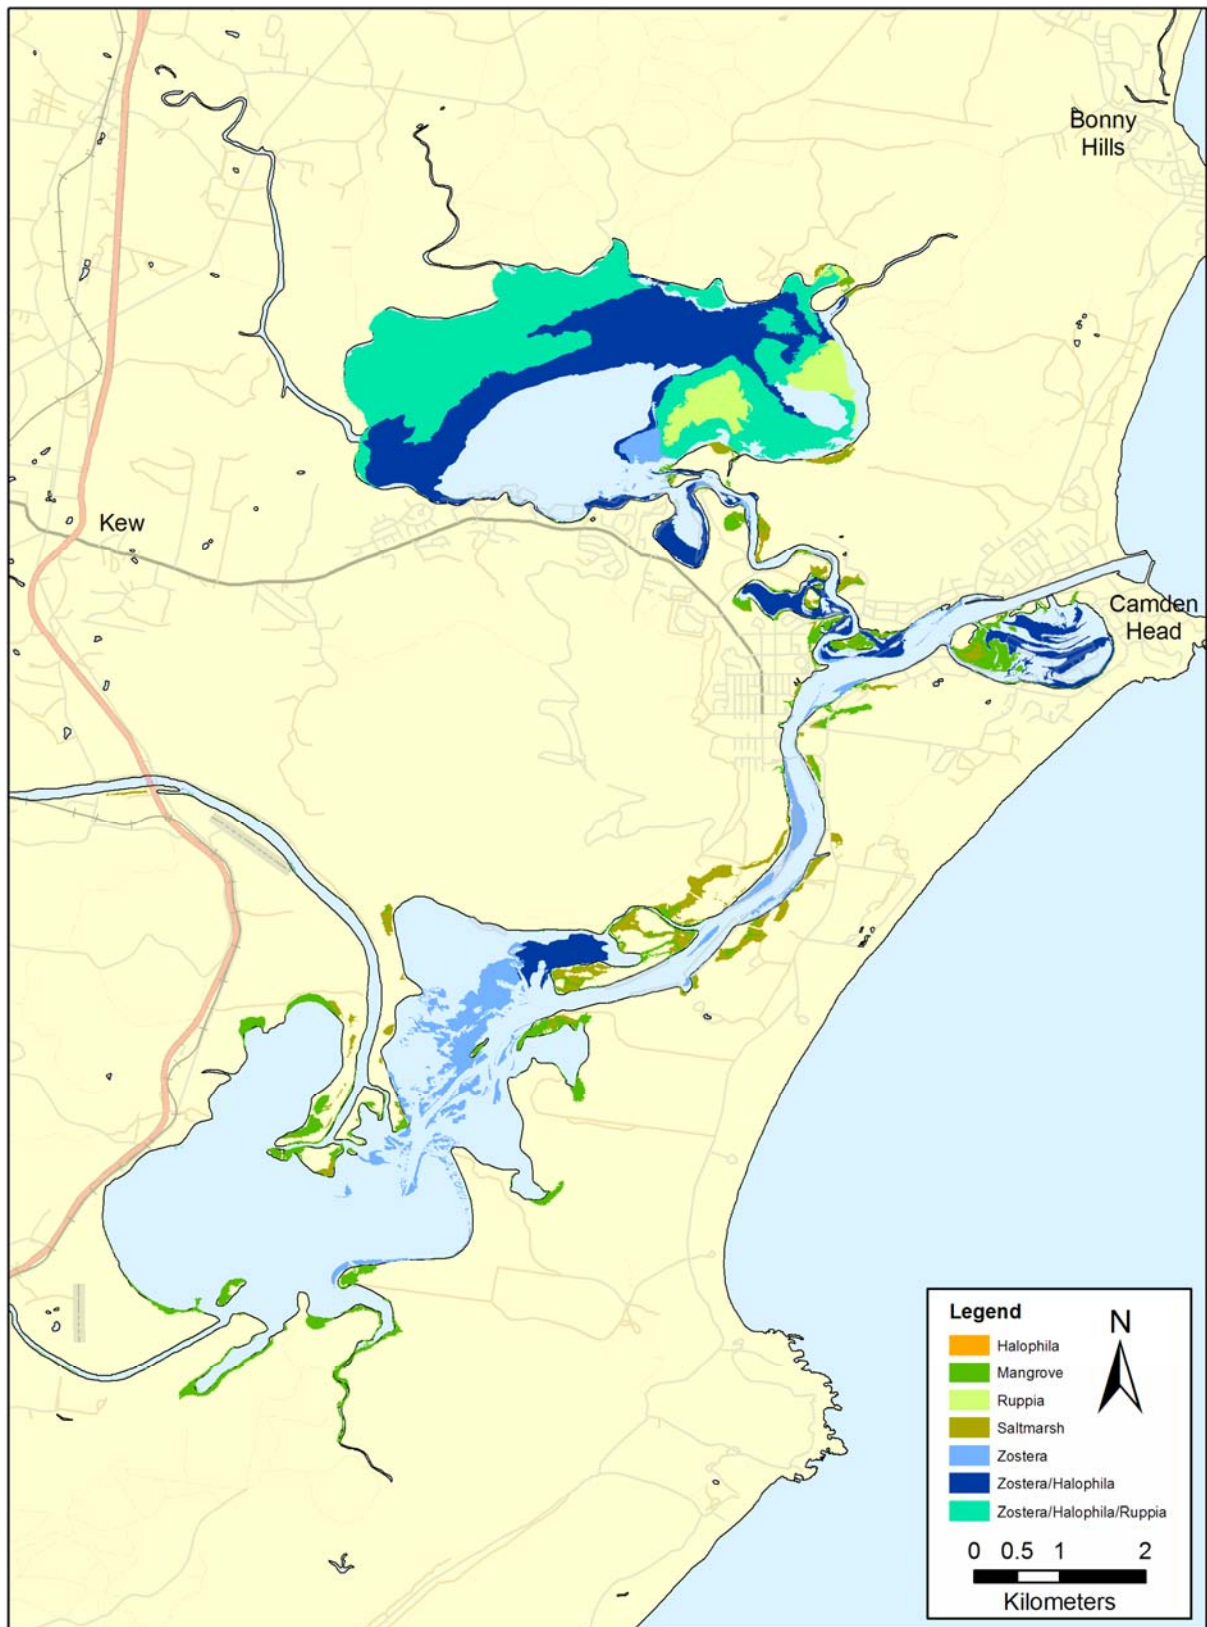 Bonny
Hills
Kew
Camden
Head
Legend
Halophila
Mangrove
Ruppia
Saltmarsh
Zostera
Zostera/Halophila
Zostera/Halophila/Ruppia
N
0 0.5 1 2
Kilometers